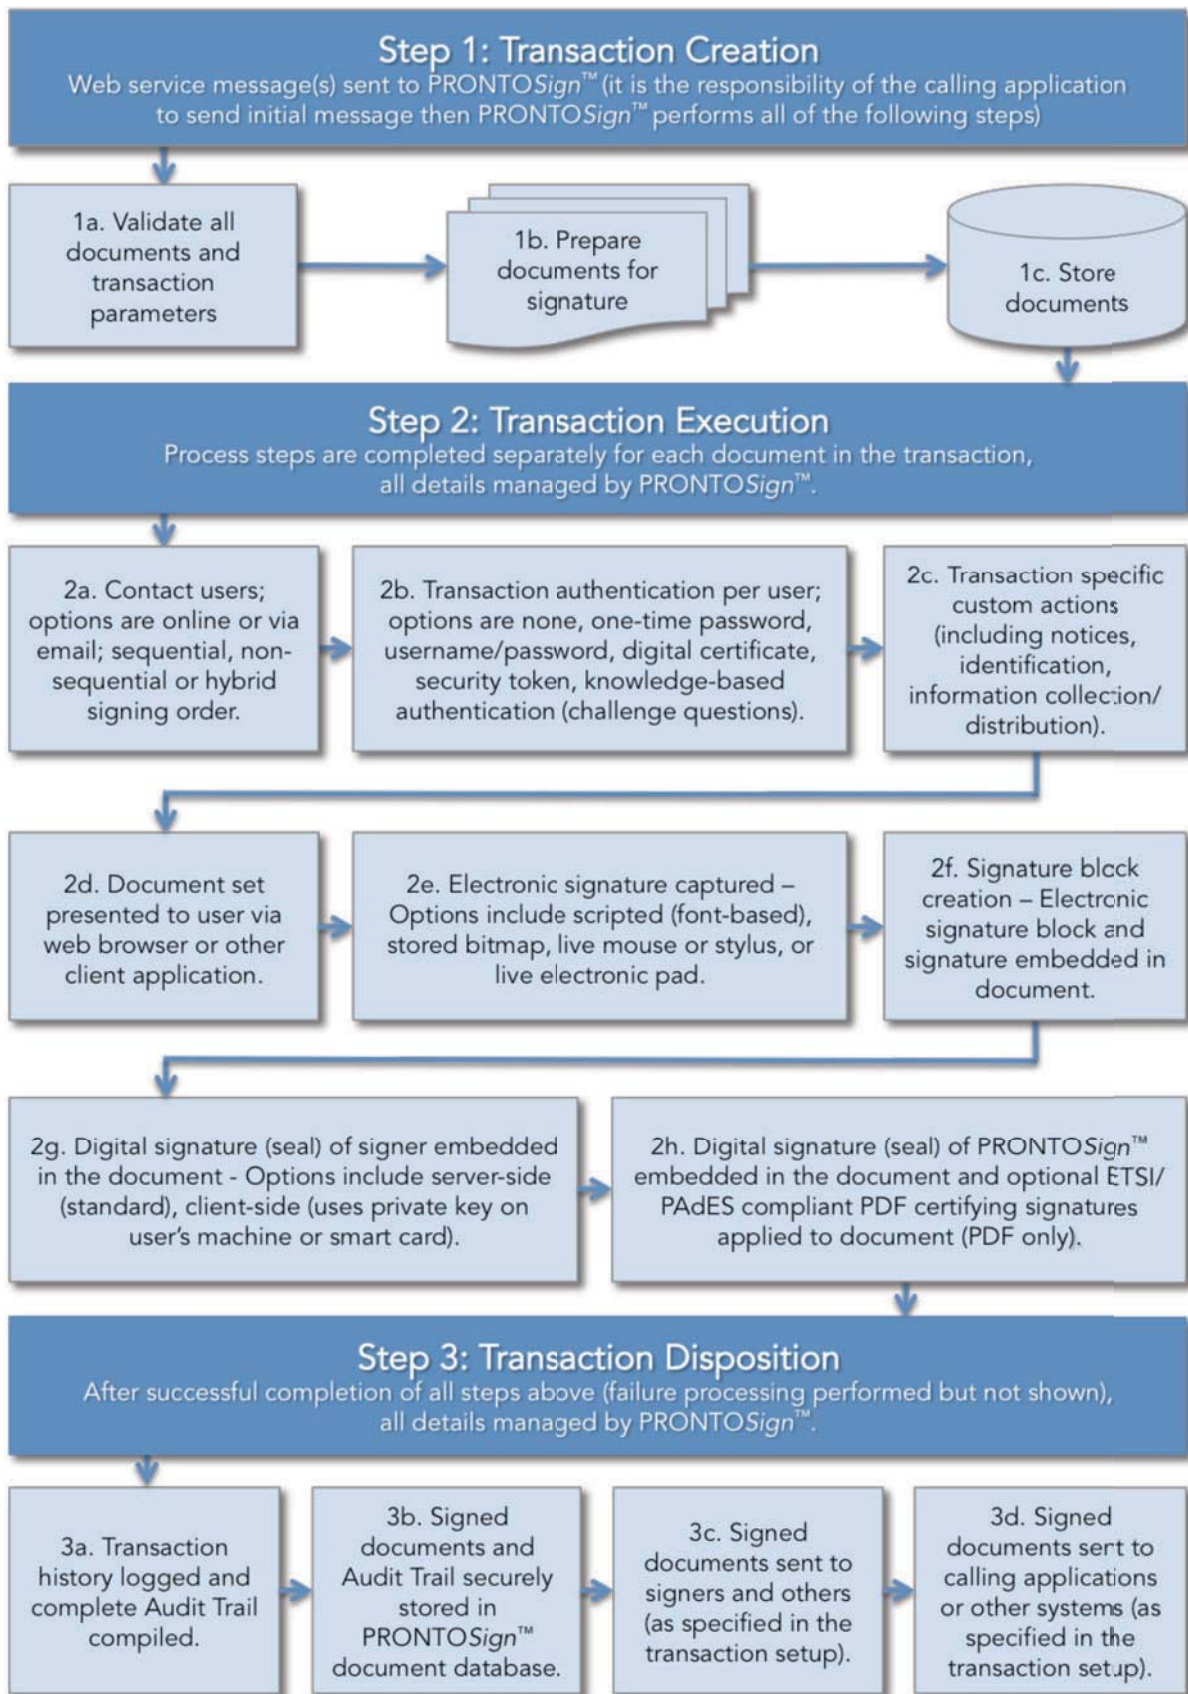 Step 1: Transaction Creation
Web service message(s) sent to PRONTOSign™ (it is the responsibility of the calling application
to send initial message then PRONTOSign™ performs all of the following steps)
1a. Validate all
documents and
transaction
parameters
1b. Prepare
documents for
signature
1c. Store
documents
Step 2: Transaction Execution
Process steps are completed separately for each document in the transaction,
all details managed by PRONTOSign™.
2a. Contact users;
options are online or via
email; sequential, non-
sequential or hybrid
signing order.
2b. Transaction authentication per user;
options are none, one-time password,
username/password, digital certificate,
security token, knowledge-based
authentication (challenge questions).
2c. Transaction specific
custom actions
(including notices,
identification,
information collection/
distribution).
2d. Document set
presented to user via
web browser or other
client application.
2e. Electronic signature captured –
Options include scripted (font-based),
stored bitmap, live mouse or stylus, or
live electronic pad.
2f. Signature block
creation – Electronic
signature block and
signature embedded in
document.
2g. Digital signature (seal) of signer embedded
in the document - Options include server-side
(standard), client-side (uses private key on
user's machine or smart card).
2h. Digital signature (seal) of PRONTOSign™
embedded in the document and optional ETSI/
PAdES compliant PDF certifying signatures
applied to document (PDF only).
Step 3: Transaction Disposition
After successful completion of all steps above (failure processing performed but not shown),
all details managed by PRONTOSign™.
3a. Transaction
history logged and
complete Audit Trail
compiled.
3b. Signed
documents and
Audit Trail securely
stored in
PRONTOSign™
document database.
3c. Signed
documents sent to
signers and others
(as specified in the
transaction setup).
3d. Signed
documents sent to
calling applications
or other systems (as
specified in the
transaction setup).